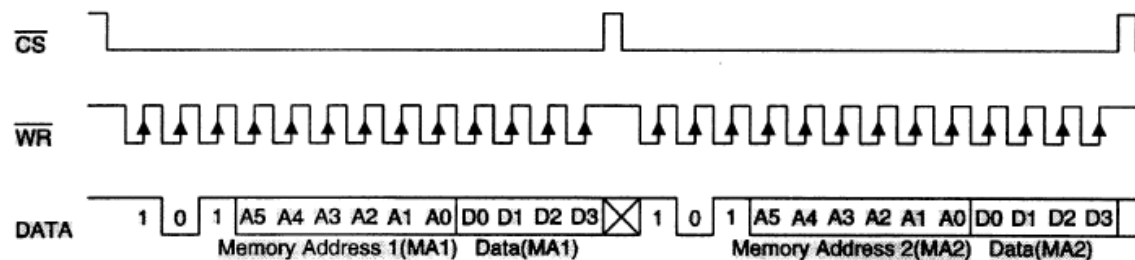 CS
WR
DATA 1 0 1 A5 A4 A3 A2 A1 A0 D0 D1 D2 D3 1 0 1 A5 A4 A3 A2 A1 A0 D0 D1 D2 D3
Memory Address 1(MA1) Data(MA1) Memory Address 2(MA2) Data(MA2)